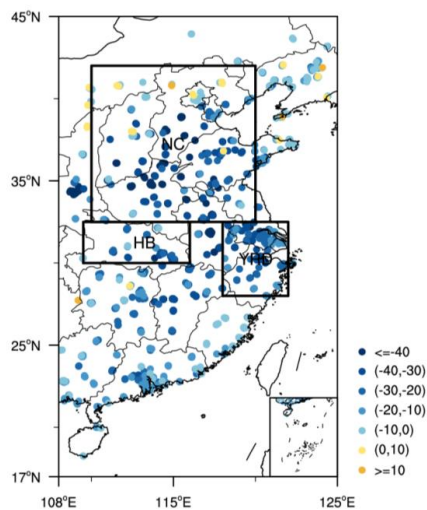 45°N
NC
35°N
HB
YRD
25°N
<=-40
(-40,-30)
(-30,-20)
(-20,-10)
(-10,0)
(0,10)
>=10
17°N
108°E 115°E 125°E